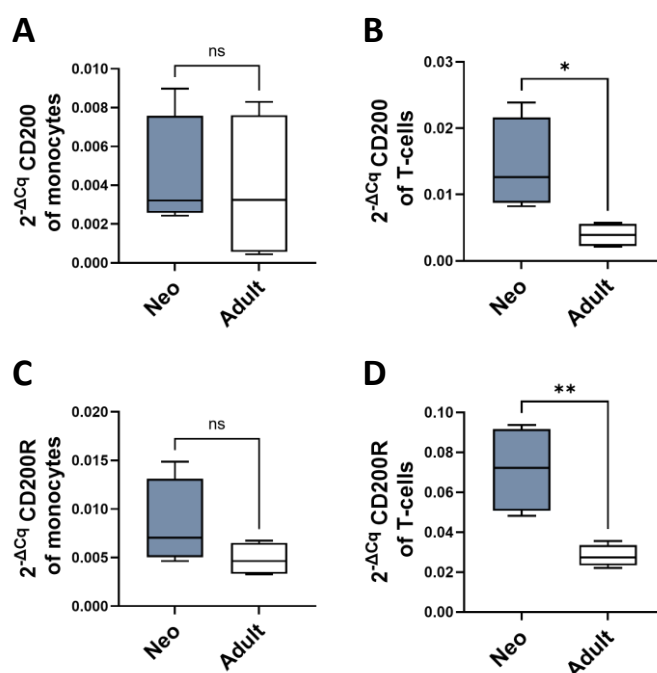 A
ns
0.010
0.008
0.006
0.004
0.002
0.000
2^-ΔCq CD200
of monocytes
Neo
Adult
B
*
0.03
0.02
0.01
0.00
2^-ΔCq CD200
of T-cells
Neo
Adult
C
ns
0.020
0.015
0.010
0.005
0.000
2^-ΔCq CD200R
of monocytes
Neo
Adult
D
**
0.10
0.08
0.06
0.04
0.02
0.00
2^-ΔCq CD200R
of T-cells
Neo
Adult